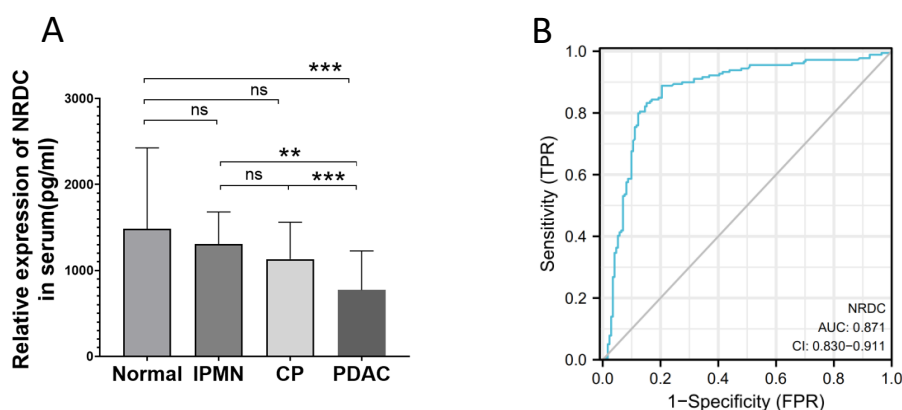 A
Relative expression of NRDC
in serum(pg/ml)
3000
2000
1000
0
***
ns
ns
**
ns
***
Normal
IPMN
CP
PDAC
B
Sensitivity (TPR)
1.0
0.8
0.6
0.4
0.2
0.0
NRDC
AUC: 0.871
CI: 0.830−0.911
0.0
0.2
0.4
0.6
0.8
1.0
1−Specificity (FPR)